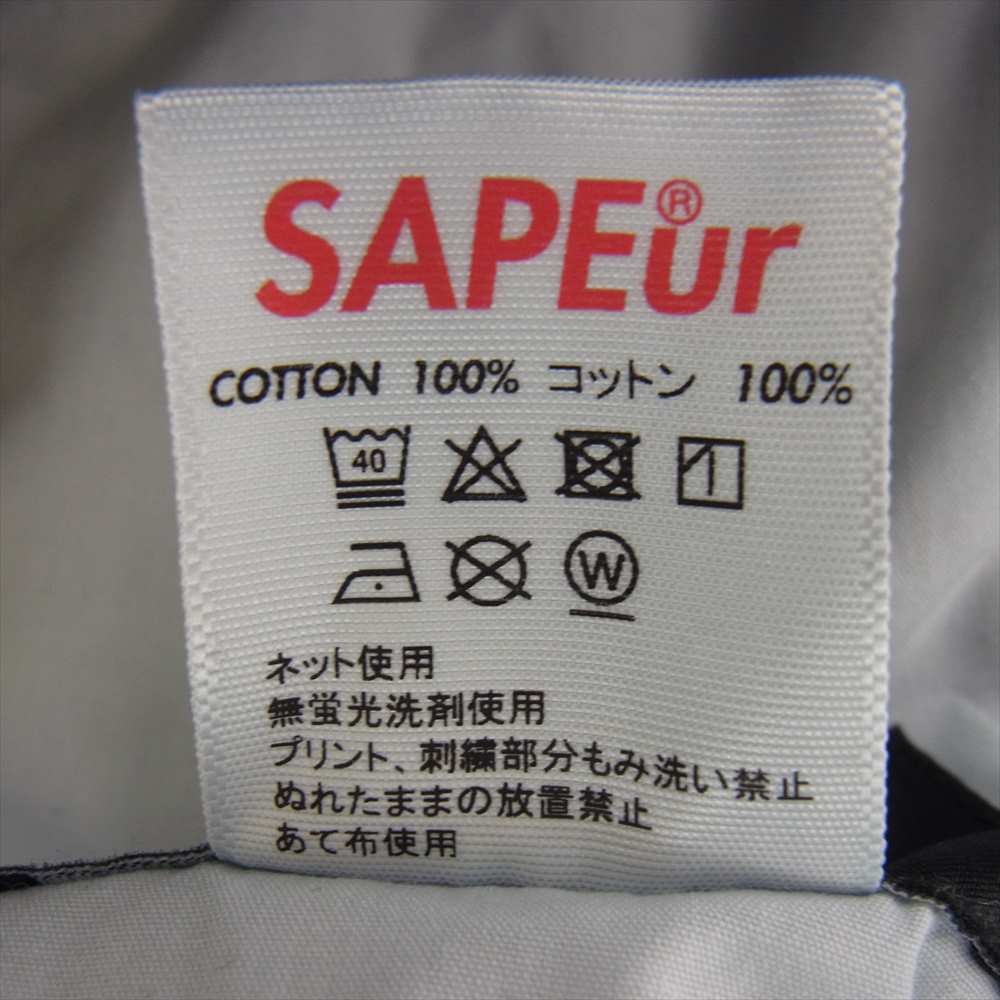 SAPEur®
COTTON 100% コットン 100%
40
W
ネット使用
無蛍光洗剤使用
プリント、刺繍部分もみ洗い禁止
ぬれたままの放置禁止
あて布使用